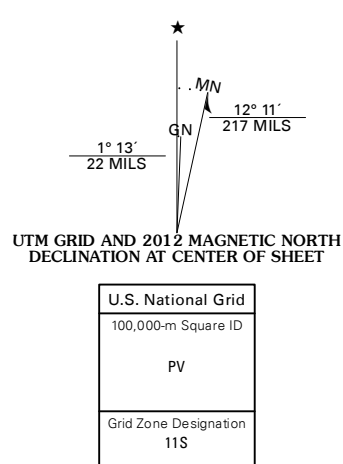 ★
MN
GN
12° 11´
217 MILS
1° 13´
22 MILS
UTM GRID AND 2012 MAGNETIC NORTH
DECLINATION AT CENTER OF SHEET
U.S. National Grid
100,000-m Square ID
PV
Grid Zone Designation
11S